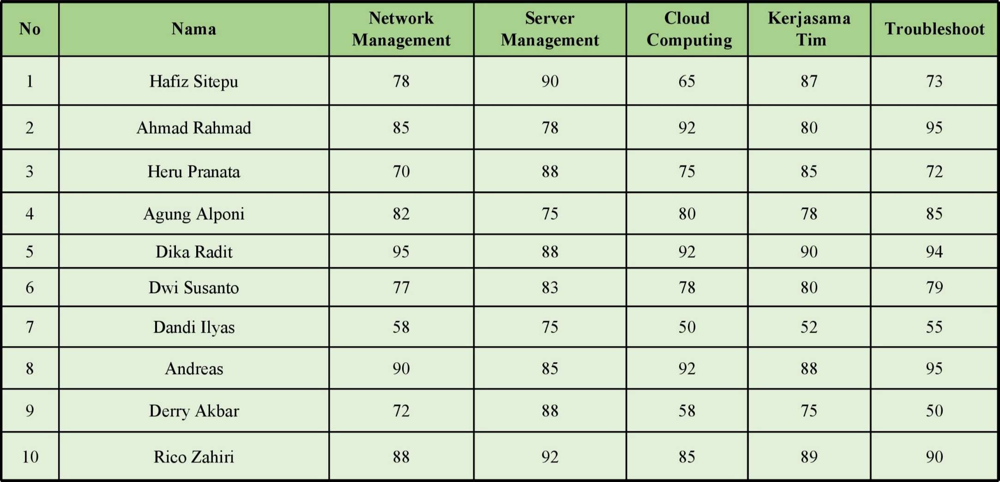 No Nama Network Management Server Management Cloud Computing Kerjasama Tim Troubleshoot
1 Hafiz Sitepu 78 90 65 87 73
2 Ahmad Rahmad 85 78 92 80 95
3 Heru Pranata 70 88 75 85 72
4 Agung Alponi 82 75 80 78 85
5 Dika Radit 95 88 92 90 94
6 Dwi Susanto 77 83 78 80 79
7 Dandi Ilyas 58 75 50 52 55
8 Andreas 90 85 92 88 95
9 Derry Akbar 72 88 58 75 50
10 Rico Zahiri 88 92 85 89 90